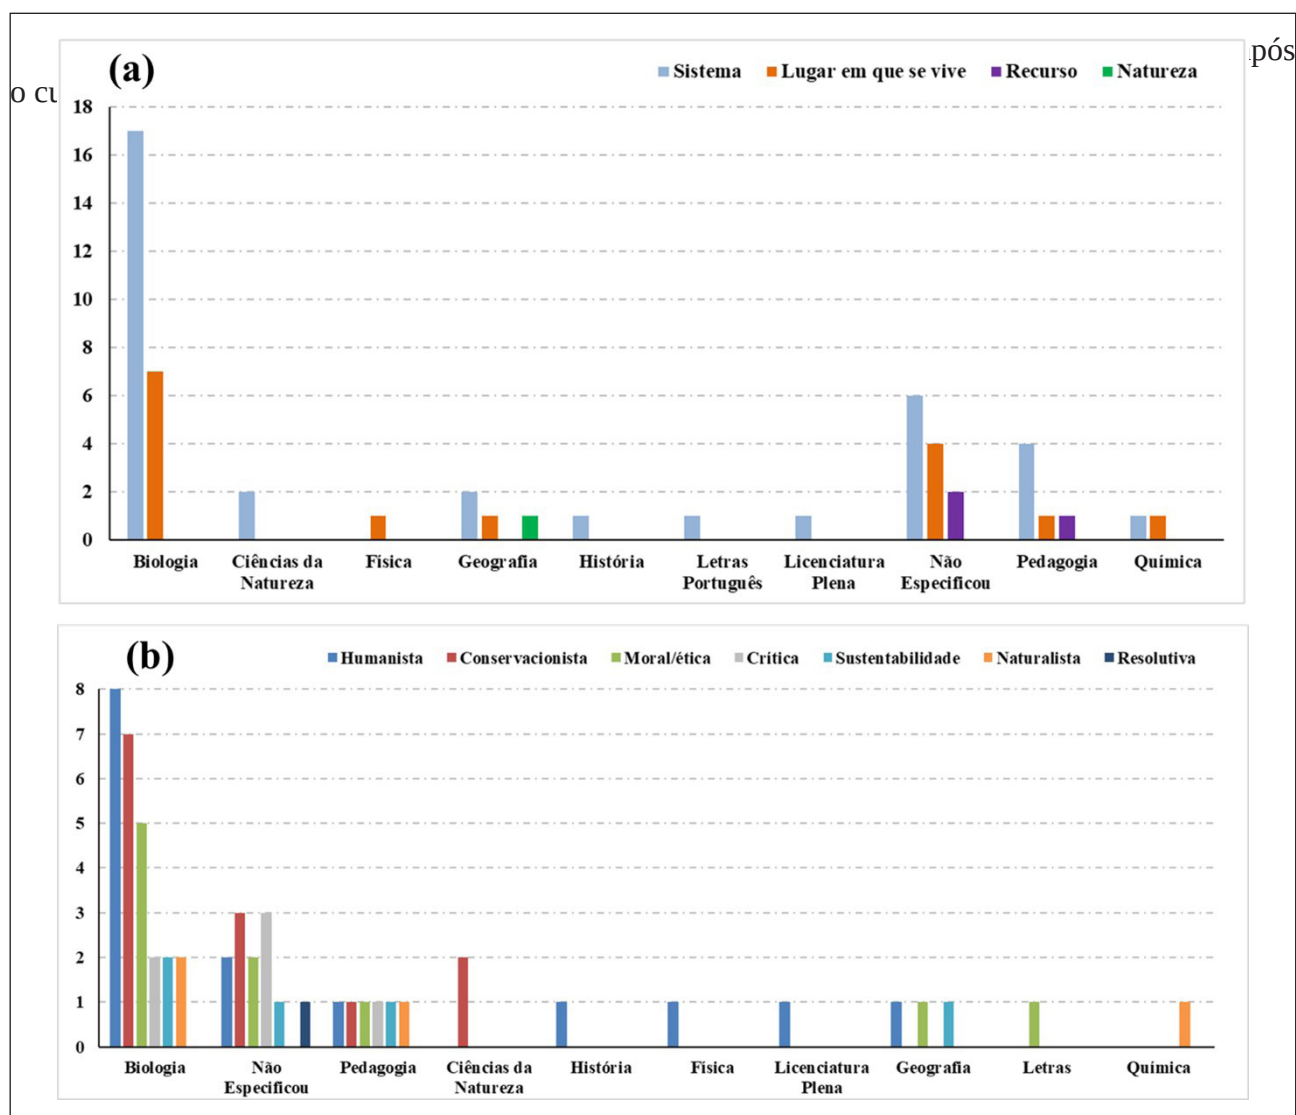 pós
o cu
(a)
Sistema Lugar em que se vive Recurso Natureza
18
16
14
12
10
8
6
4
2
0
Biologia Ciências da Física Geografia História Letras Licenciatura Não Pedagogia Química
Natureza Português Plena Especificou
(b)
Humanista Conservacionista Moral/ética Crítica Sustentabilidade Naturalista Resolutiva
8
7
6
5
4
3
2
1
0
Biologia Não Pedagogia Ciências da História Física Licenciatura Geografia Letras Química
Especificou Natureza Plena